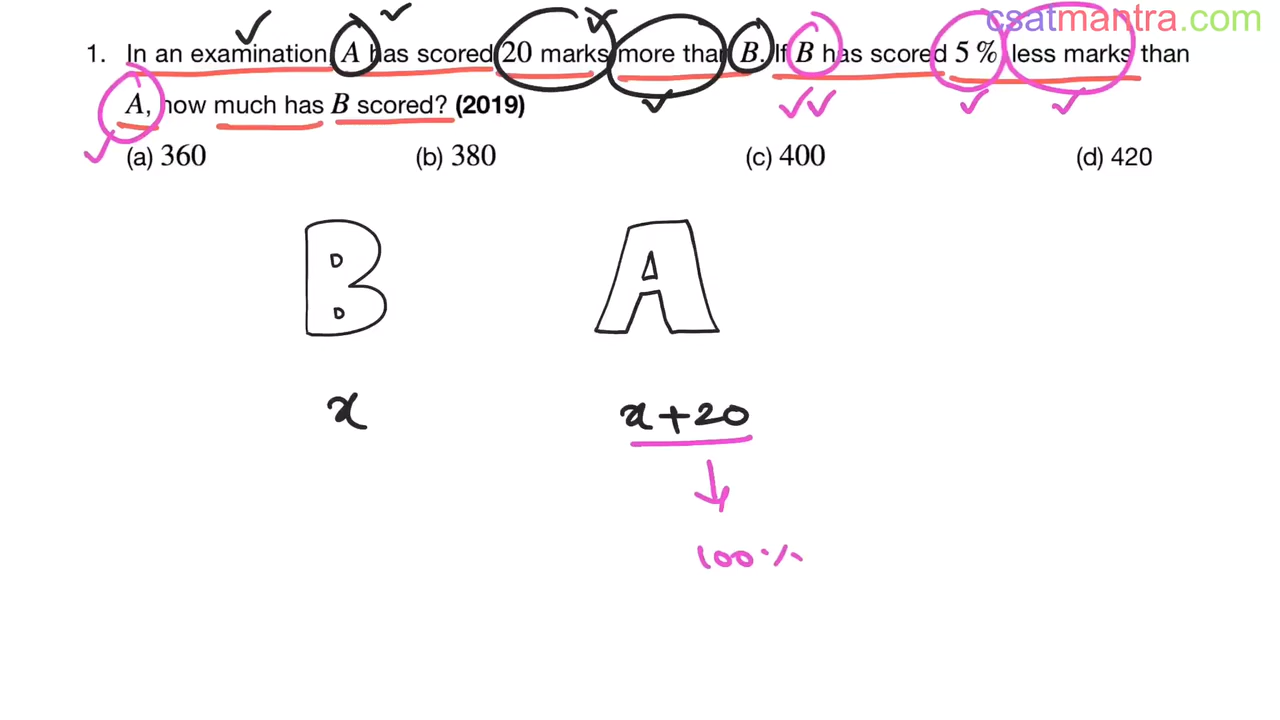 csatmantra.com
1. In an examination, A has scored 20 marks more than B. If B has scored 5 % less marks than
A, how much has B scored? (2019)
(a) 360 (b) 380 (c) 400 (d) 420
B A
x x + 20
100%